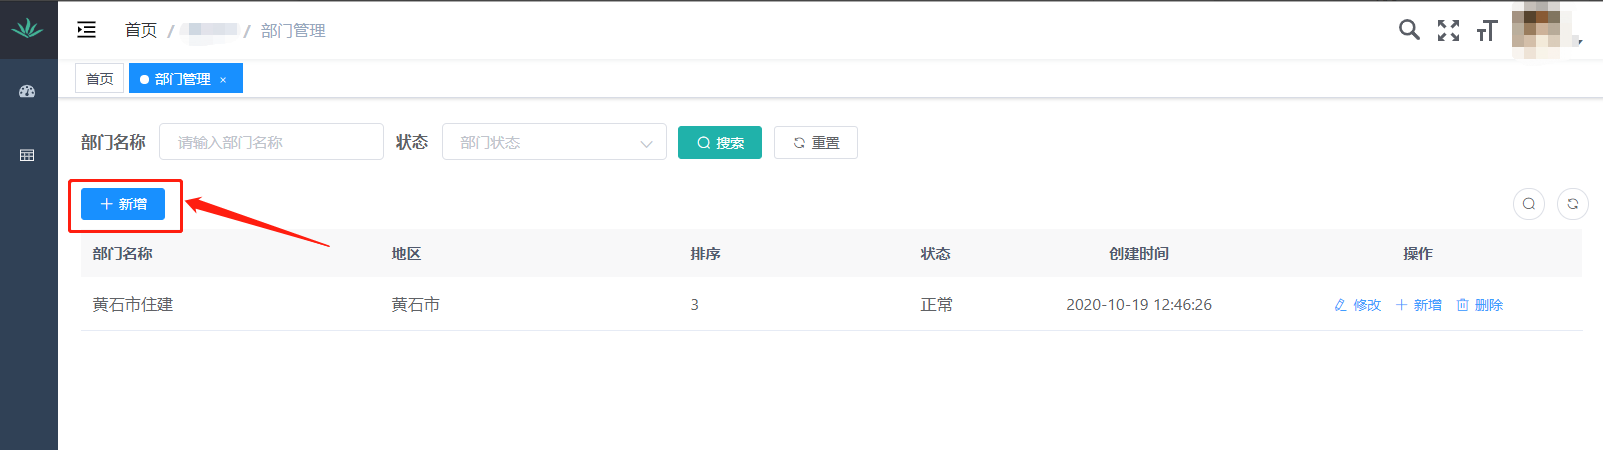 首页 / / 部门管理
首页 部门管理 ×
部门名称 请输入部门名称 状态 部门状态 搜索 重置
新增
部门名称 地区 排序 状态 创建时间 操作
黄石市住建 黄石市 3 正常 2020-10-19 12:46:26 修改 新增 删除